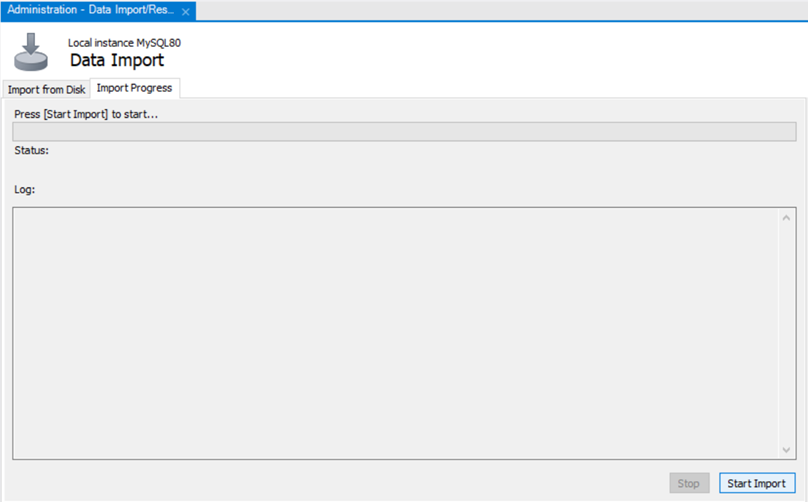 Administration - Data Import/Res...
Local instance MySQL80
Data Import
Import from Disk
Import Progress
Press [Start Import] to start...
Status:
Log:
Stop
Start Import